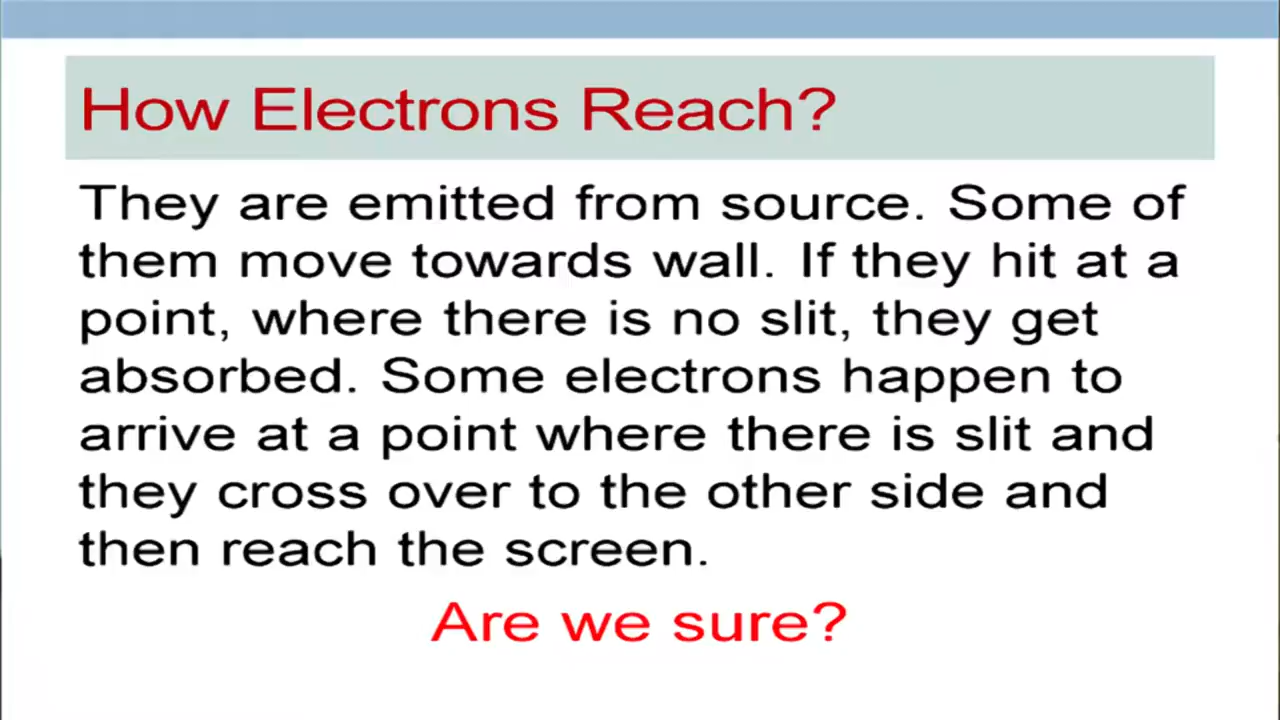 How Electrons Reach?
They are emitted from source. Some of
them move towards wall. If they hit at a
point, where there is no slit, they get
absorbed. Some electrons happen to
arrive at a point where there is slit and
they cross over to the other side and
then reach the screen.
Are we sure?